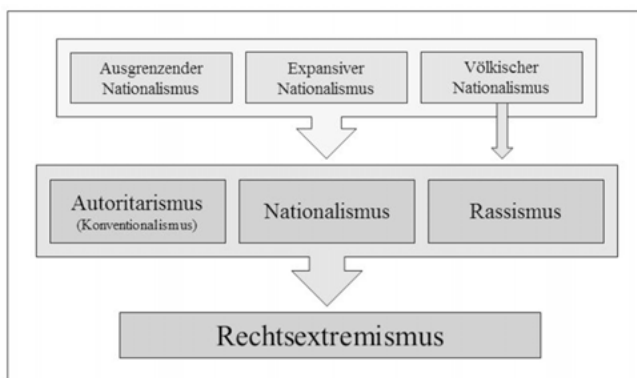 Ausgrenzender
Nationalismus
Expansiver
Nationalismus
Völkischer
Nationalismus
Autoritarismus
(Konventionalismus)
Nationalismus
Rassismus
Rechtsextremismus